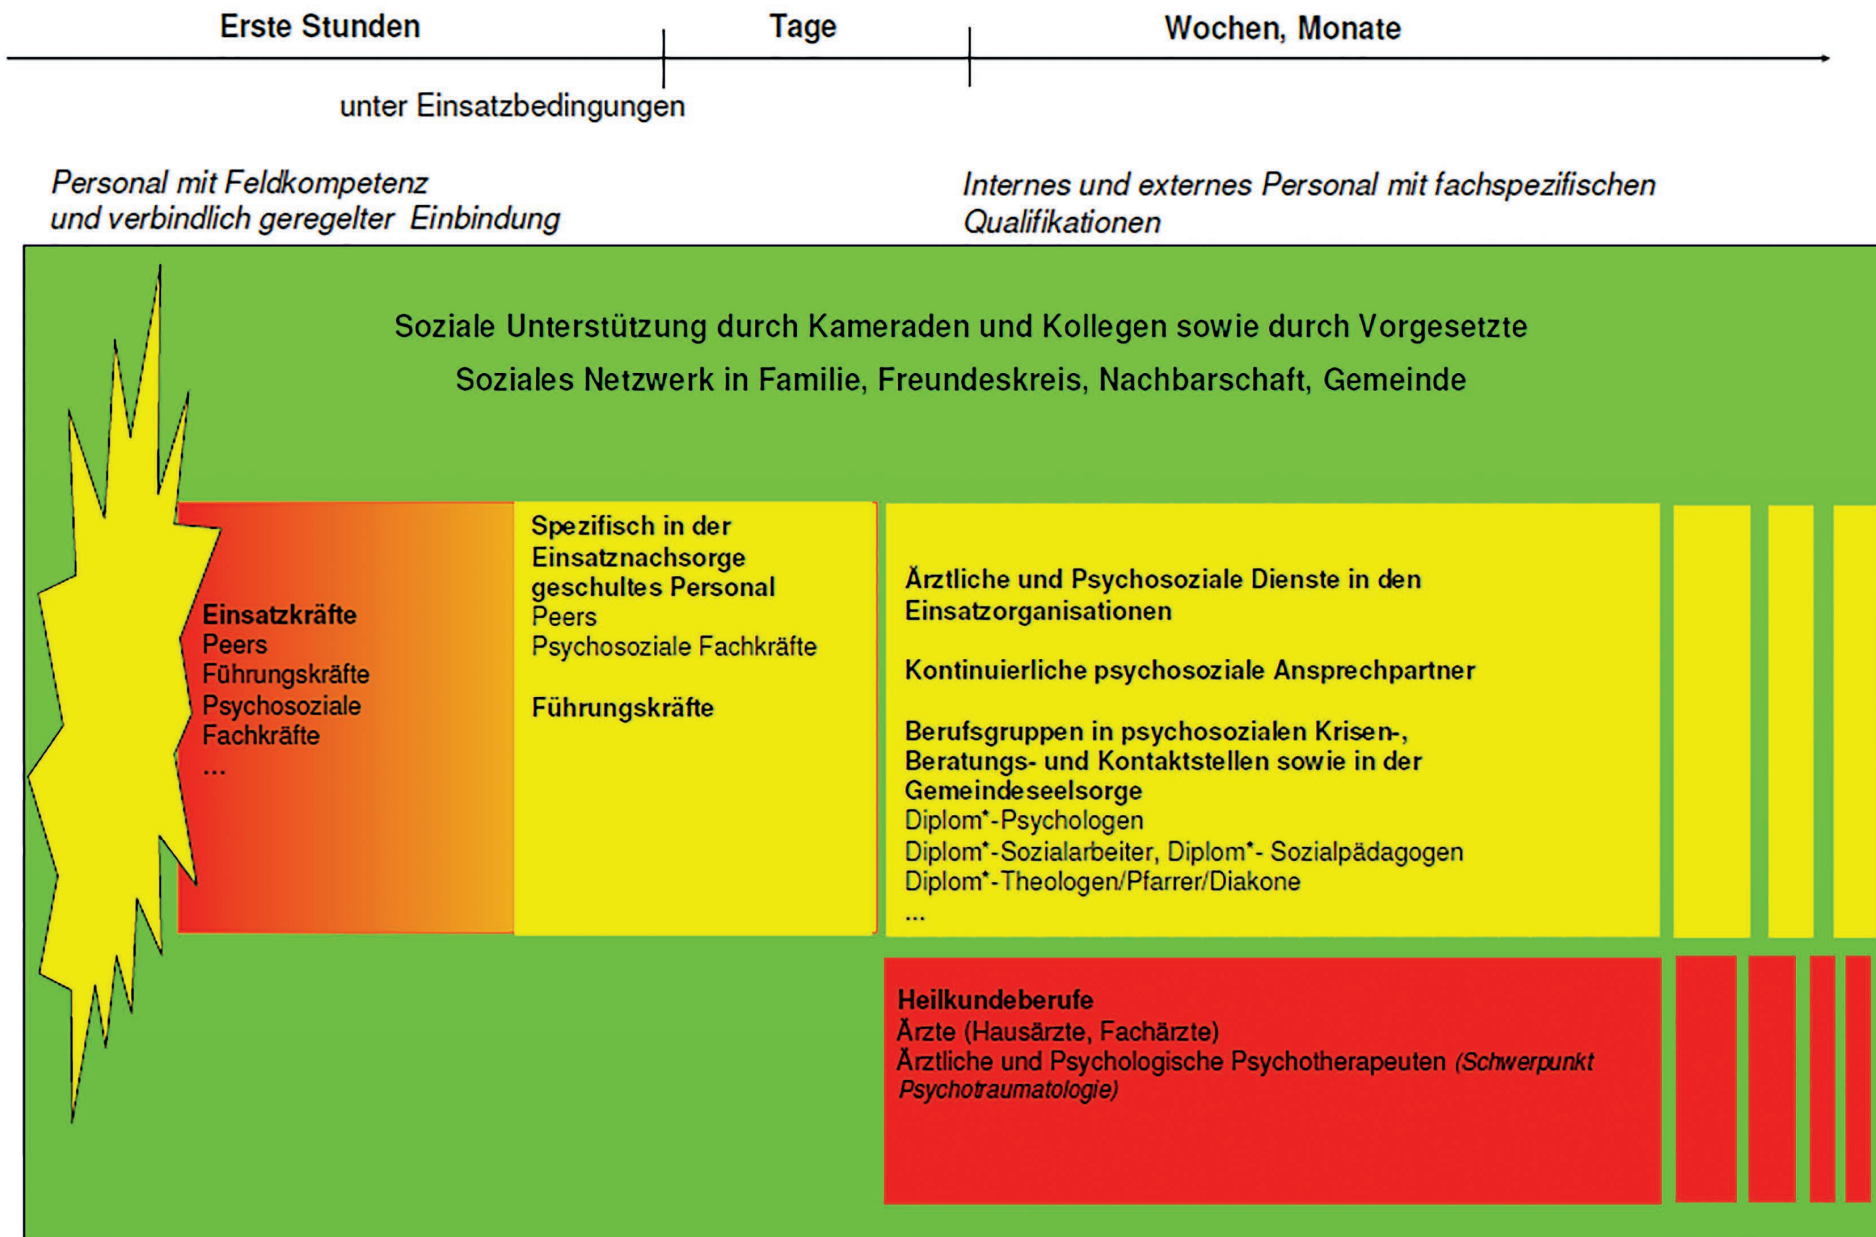 Erste Stunden
Tage
Wochen, Monate
unter Einsatzbedingungen
Personal mit Feldkompetenz
und verbindlich geregelter Einbindung
Internes und externes Personal mit fachspezifischen
Qualifikationen
Soziale Unterstützung durch Kameraden und Kollegen sowie durch Vorgesetzte
Soziales Netzwerk in Familie, Freundeskreis, Nachbarschaft, Gemeinde
Einsatzkräfte
Peers
Führungskräfte
Psychosoziale
Fachkräfte
...
Spezifisch in der
Einsatznachsorge
geschultes Personal
Peers
Psychosoziale Fachkräfte
Führungskräfte
Ärztliche und Psychosoziale Dienste in den
Einsatzorganisationen
Kontinuierliche psychosoziale Ansprechpartner
Berufsgruppen in psychosozialen Krisen-,
Beratungs- und Kontaktstellen sowie in der
Gemeindeseelsorge
Diplom*-Psychologen
Diplom*-Sozialarbeiter, Diplom*- Sozialpädagogen
Diplom*-Theologen/Pfarrer/Diakone
...
Heilkundeberufe
Ärzte (Hausärzte, Fachärzte)
Ärztliche und Psychologische Psychotherapeuten (Schwerpunkt
Psychotraumatologie)